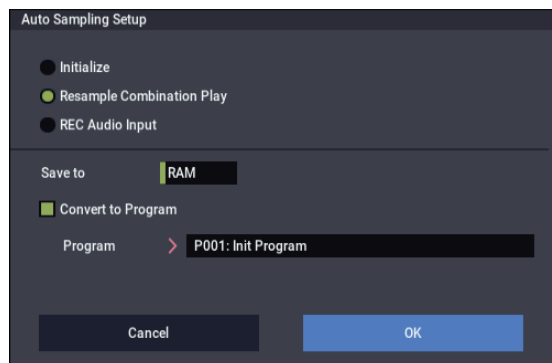 Auto Sampling Setup
Initialize
Resample Combination Play
REC Audio Input
Save to RAM
Convert to Program
Program P001: Init Program
Cancel OK